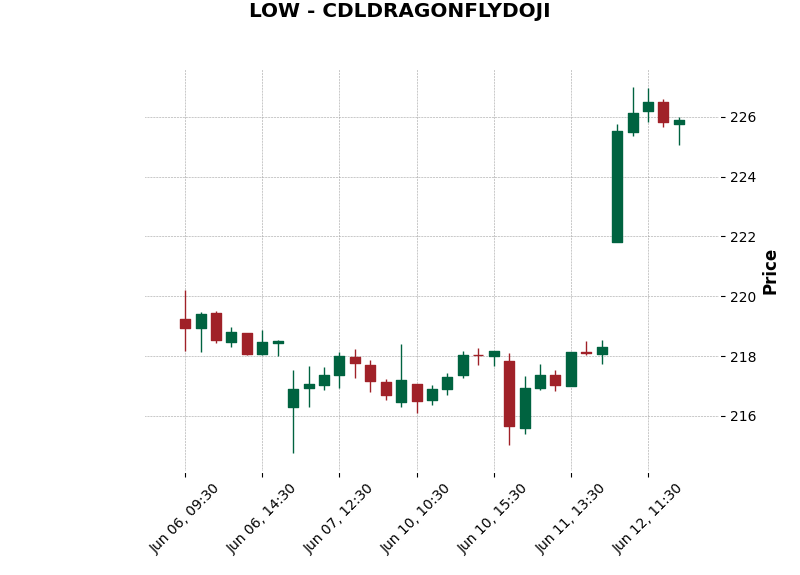 LOW - CDLDRAGONFLYDOJI
226
224
222
220
218
216
Price
Jun 06, 09:30
Jun 06, 14:30
Jun 07, 12:30
Jun 10, 10:30
Jun 10, 15:30
Jun 11, 13:30
Jun 12, 11:30